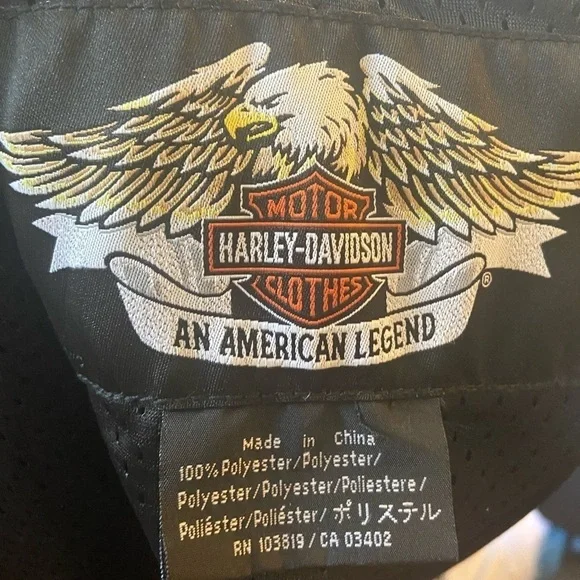 MOTOR
HARLEY-DAVIDSON
CLOTHES
®
AN AMERICAN LEGEND
Made in China
100% Polyester/Polyester/
Polyester/Polyester/Poliestere/
Poliéster/Poliéster/ポリステル
RN 103819 / CA 03402